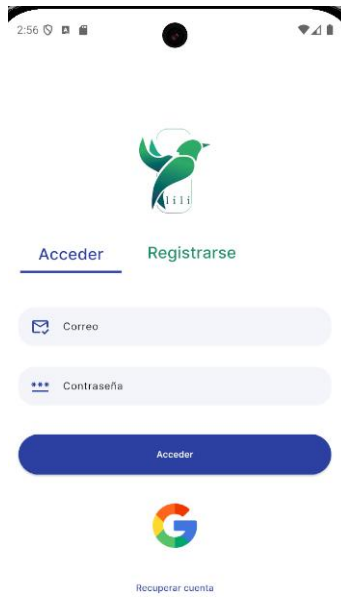 2:56
lili
Acceder Registrarse
Correo
Contraseña
Acceder
Recuperar cuenta